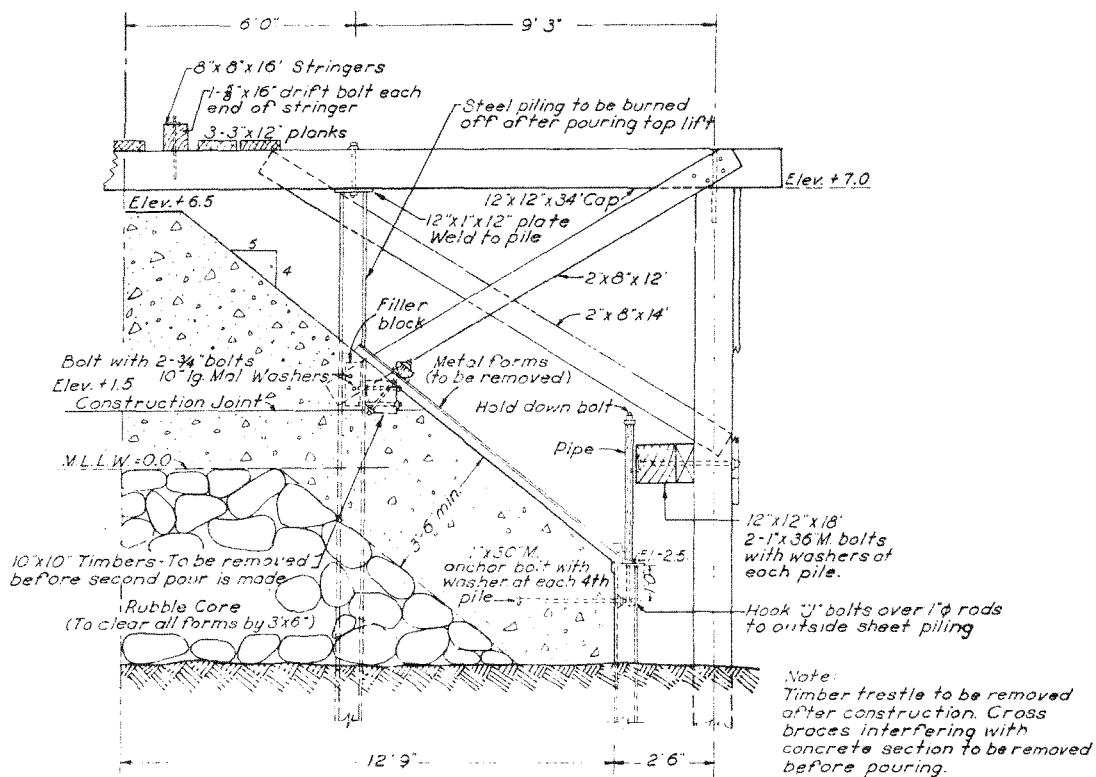 6'0"
9'3"
8"x8"x16' Stringers
1-⅛"x16" drift bolt each
end of stringer
3-3"x12" planks
Steel piling to be burned
off after pouring top lift
Elev. +7.0
Elev. +6.5
12"x12"x34' Cap
12"x1"x12" plate
Weld to pile
5
4
2"x8"x12'
2"x8"x14'
Filler
block
Bolt with 2-¾" bolts
10" lg. Mal Washers
Metal forms
(to be removed)
Elev. +1.5
Construction Joint
Hold down bolt
Pipe
M.L.L.W.=0.0
3'-6" min.
12"x12"x18'
2-1"x36"M. bolts
with washers at
each pile.
10"x10" Timbers-To be removed
before second pour is made
1"x30"M.
anchor bolt with
washer at each 4th
pile
El-2.5
1'0"
Rubble Core
(To clear all forms by 3'x6")
Hook "J" bolts over 1"ϕ rods
to outside sheet piling
Note:
Timber trestle to be removed
after construction. Cross
braces interfering with
concrete section to be removed
before pouring.
12'9"
2'6"